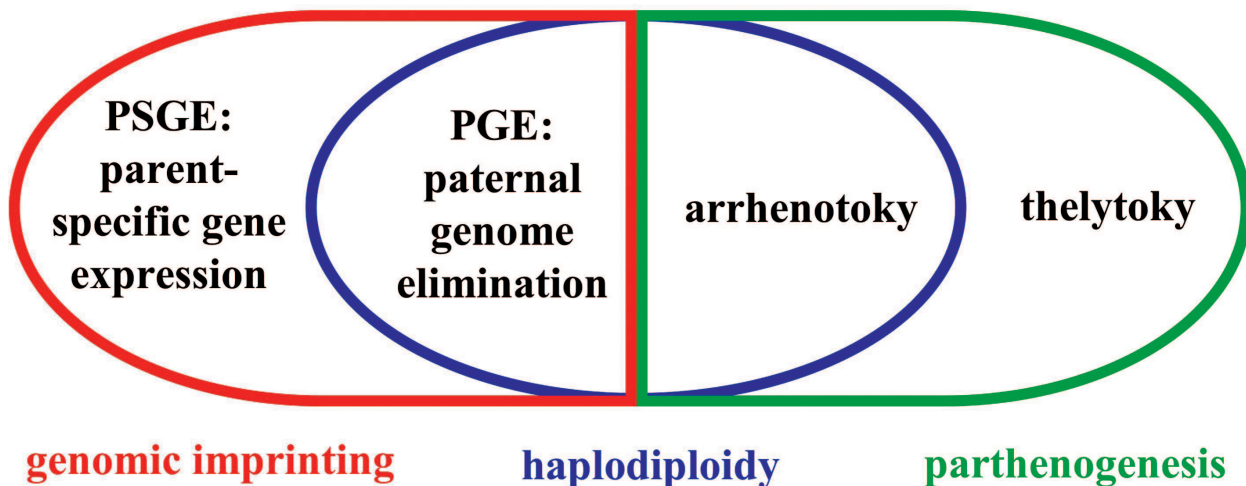 PSGE:
parent-
specific gene
expression
PGE:
paternal
genome
elimination
arrhenotoky
thelytoky
genomic imprinting
haplodiploidy
parthenogenesis